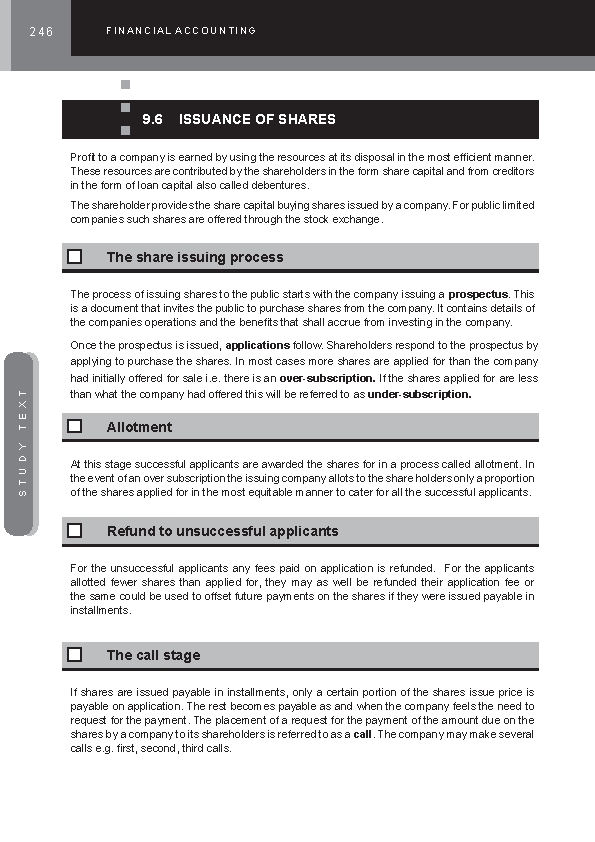 246
FINANCIAL ACCOUNTING
9.6 ISSUANCE OF SHARES
Profit to a company is earned by using the resources at its disposal in the most efficient manner.
These resources are contributed by the shareholders in the form share capital and from creditors
in the form of loan capital also called debentures.
The shareholder provides the share capital buying shares issued by a company. For public limited
companies such shares are offered through the stock exchange.
The share issuing process
The process of issuing shares to the public starts with the company issuing a prospectus. This
is a document that invites the public to purchase shares from the company. It contains details of
the companies operations and the benefits that shall accrue from investing in the company.
Once the prospectus is issued, applications follow. Shareholders respond to the prospectus by
applying to purchase the shares. In most cases more shares are applied for than the company
had initially offered for sale i.e. there is an over-subscription. If the shares applied for are less
than what the company had offered this will be referred to as under-subscription.
STUDY TEXT
Allotment
At this stage successful applicants are awarded the shares for in a process called allotment. In
the event of an over subscription the issuing company allots to the share holders only a proportion
of the shares applied for in the most equitable manner to cater for all the successful applicants.
Refund to unsuccessful applicants
For the unsuccessful applicants any fees paid on application is refunded. For the applicants
allotted fewer shares than applied for, they may as well be refunded their application fee or
the same could be used to offset future payments on the shares if they were issued payable in
installments.
The call stage
If shares are issued payable in installments, only a certain portion of the shares issue price is
payable on application. The rest becomes payable as and when the company feels the need to
request for the payment. The placement of a request for the payment of the amount due on the
shares by a company to its shareholders is referred to as a call. The company may make several
calls e.g. first, second, third calls.